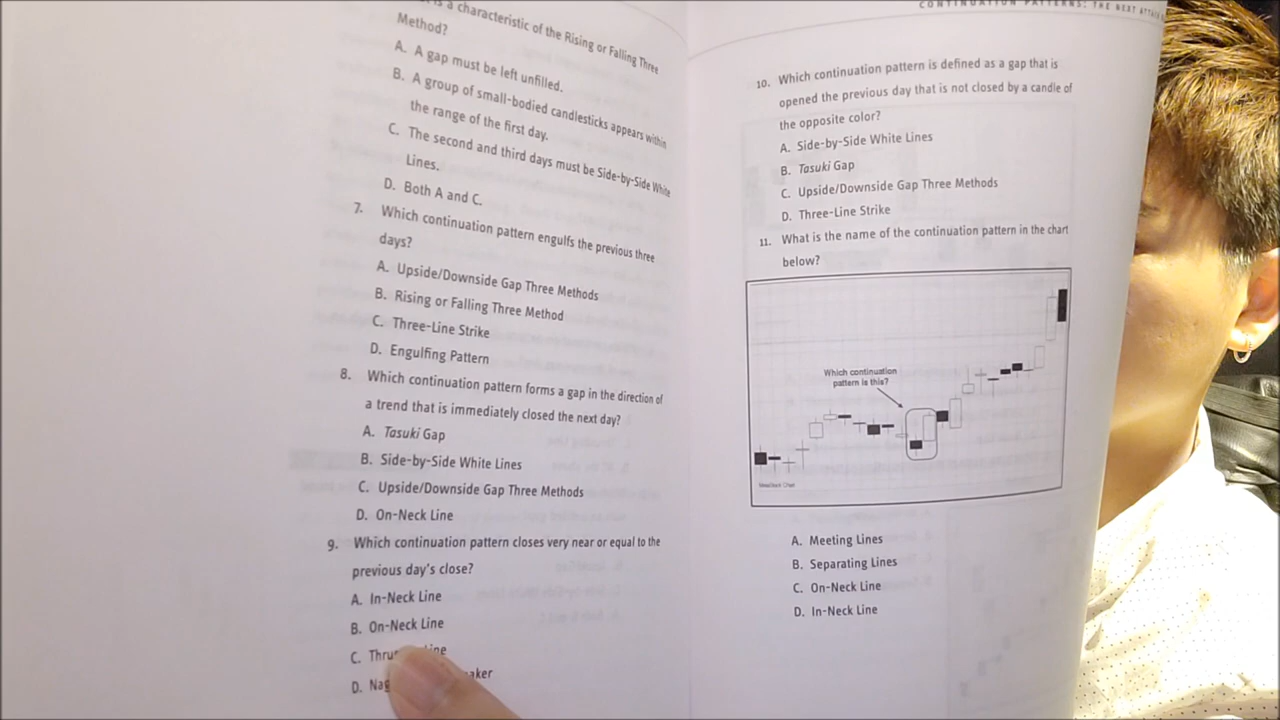 a characteristic of the Rising or Falling Three
Method?
A. A gap must be left unfilled.
B. A group of small-bodied candlesticks appears within
the range of the first day.
C. The second and third days must be Side-by-Side White
Lines.
D. Both A and C.
7. Which continuation pattern engulfs the previous three
days?
A. Upside/Downside Gap Three Methods
B. Rising or Falling Three Method
C. Three-Line Strike
D. Engulfing Pattern
8. Which continuation pattern forms a gap in the direction of
a trend that is immediately closed the next day?
A. Tasuki Gap
B. Side-by-Side White Lines
C. Upside/Downside Gap Three Methods
D. On-Neck Line
9. Which continuation pattern closes very near or equal to the
previous day's close?
A. In-Neck Line
B. On-Neck Line
C.
D.
CONTINUATION PATTERNS: THE NEXT
10. Which continuation pattern is defined as a gap that is
opened the previous day that is not closed by a candle of
the opposite color?
A. Side-by-Side White Lines
B. Tasuki Gap
C. Upside/Downside Gap Three Methods
D. Three-Line Strike
11. What is the name of the continuation pattern in the chart
below?
Which continuation
pattern is this?
MetaStock Chart
A. Meeting Lines
B. Separating Lines
C. On-Neck Line
D. In-Neck Line